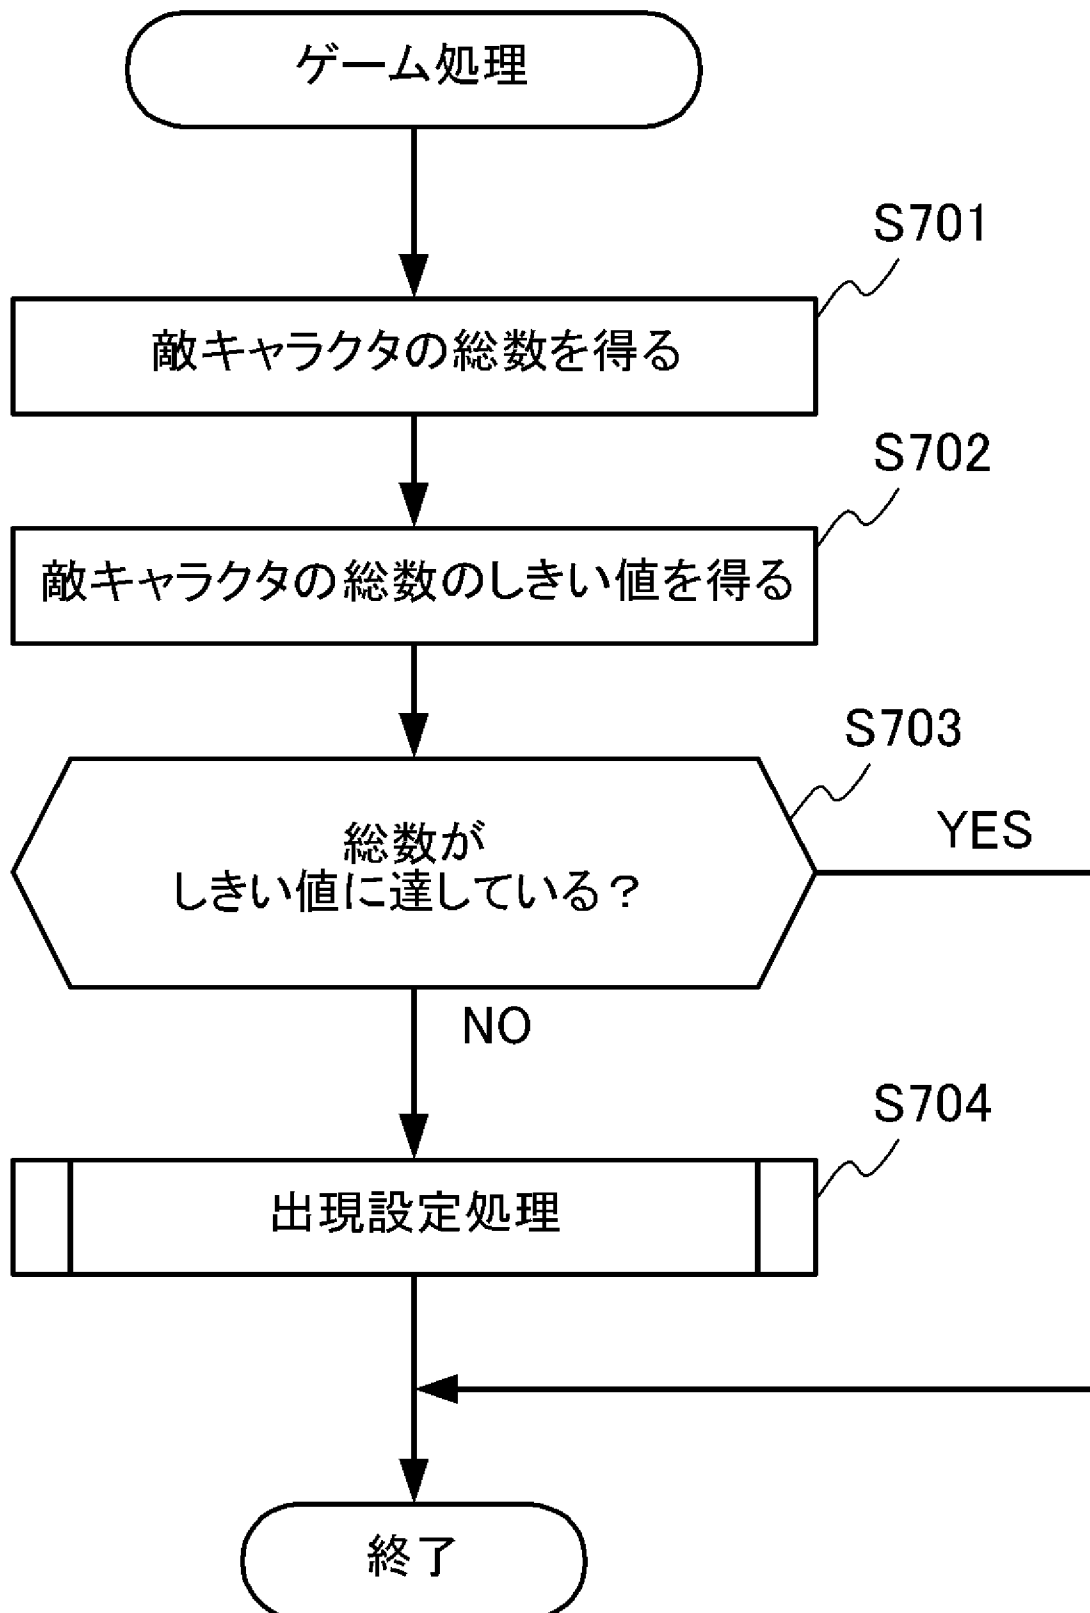 ゲーム処理
S701
敵キャラクタの総数を得る
S702
敵キャラクタの総数のしきい値を得る
S703
総数が
しきい値に達している？
YES
NO
S704
出現設定処理
終了